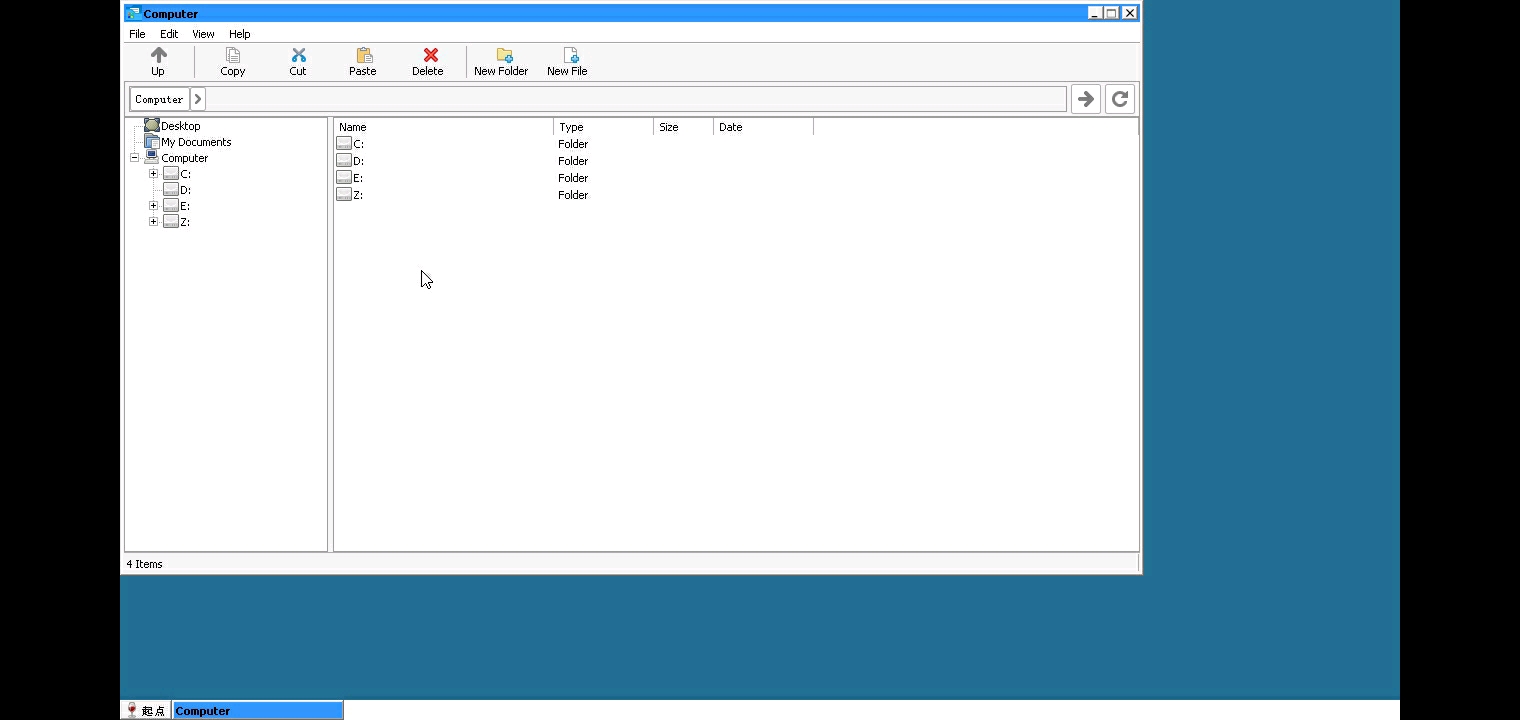 Computer
File Edit View Help
Up Copy Cut Paste Delete New Folder New File
Computer
Desktop
My Documents
Computer
C:
D:
E:
Z:
Name Type Size Date
C: Folder
D: Folder
E: Folder
Z: Folder
4 Items
起点 Computer